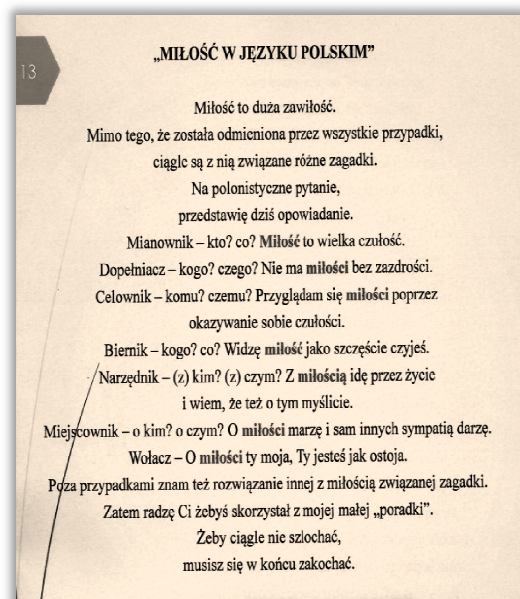 13
„MIŁOŚĆ W JĘZYKU POLSKIM”
Miłość to duża zawiłość.
Mimo tego, że została odmieniona przez wszystkie przypadki,
ciągle są z nią związane różne zagadki.
Na polonistyczne pytanie,
przedstawię dziś opowiadanie.
Mianownik – kto? co? Miłość to wielka czułość.
Dopełniacz – kogo? czego? Nie ma miłości bez zazdrości.
Celownik – komu? czemu? Przyglądam się miłości poprzez
okazywanie sobie czułości.
Biernik – kogo? co? Widzę miłość jako szczęście czyjeś.
Narzędnik – (z) kim? (z) czym? Z miłością idę przez życie
i wiem, że też o tym myślicie.
Miejscownik – o kim? o czym? O miłości marzę i sam innych sympatią darzę.
Wołacz – O miłości ty moja, Ty jesteś jak ostoja.
Poza przypadkami znam też rozwiązanie innej z miłością związanej zagadki.
Zatem radzę Ci żebyś skorzystał z mojej małej „poradki”.
Żeby ciągle nie szlochać,
musisz się w końcu zakochać.